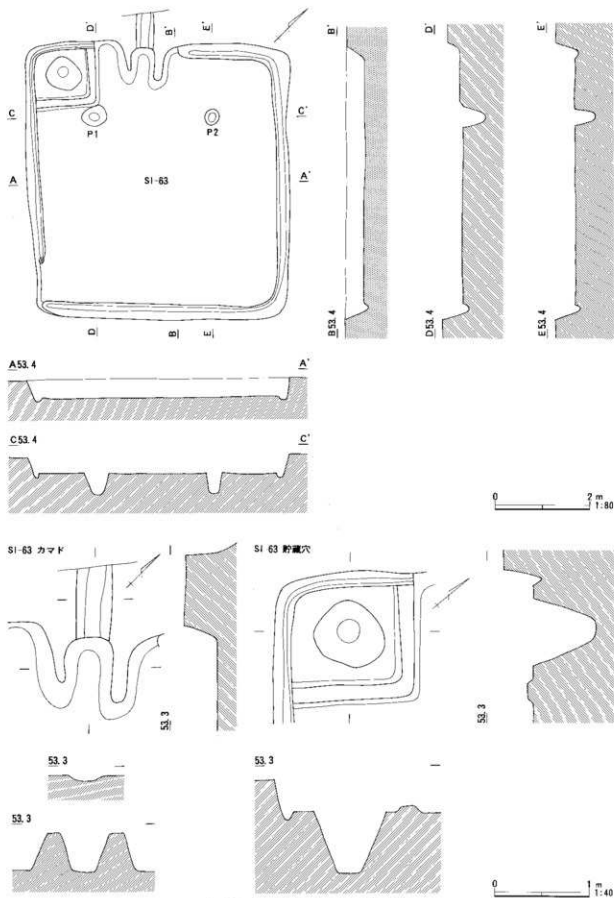 D'
B'
E'
C
P1
P2
C'
A
SI-63
A'
D
B
E
B'
D'
E'
B53.4
D53.4
E53.4
A53.4
A'
C53.4
C'
0 2 m
1:80
SI-63 カマド
53.3
SI 63 貯蔵穴
53.3
53.3
53.3
53.3
0 1 m
1:40